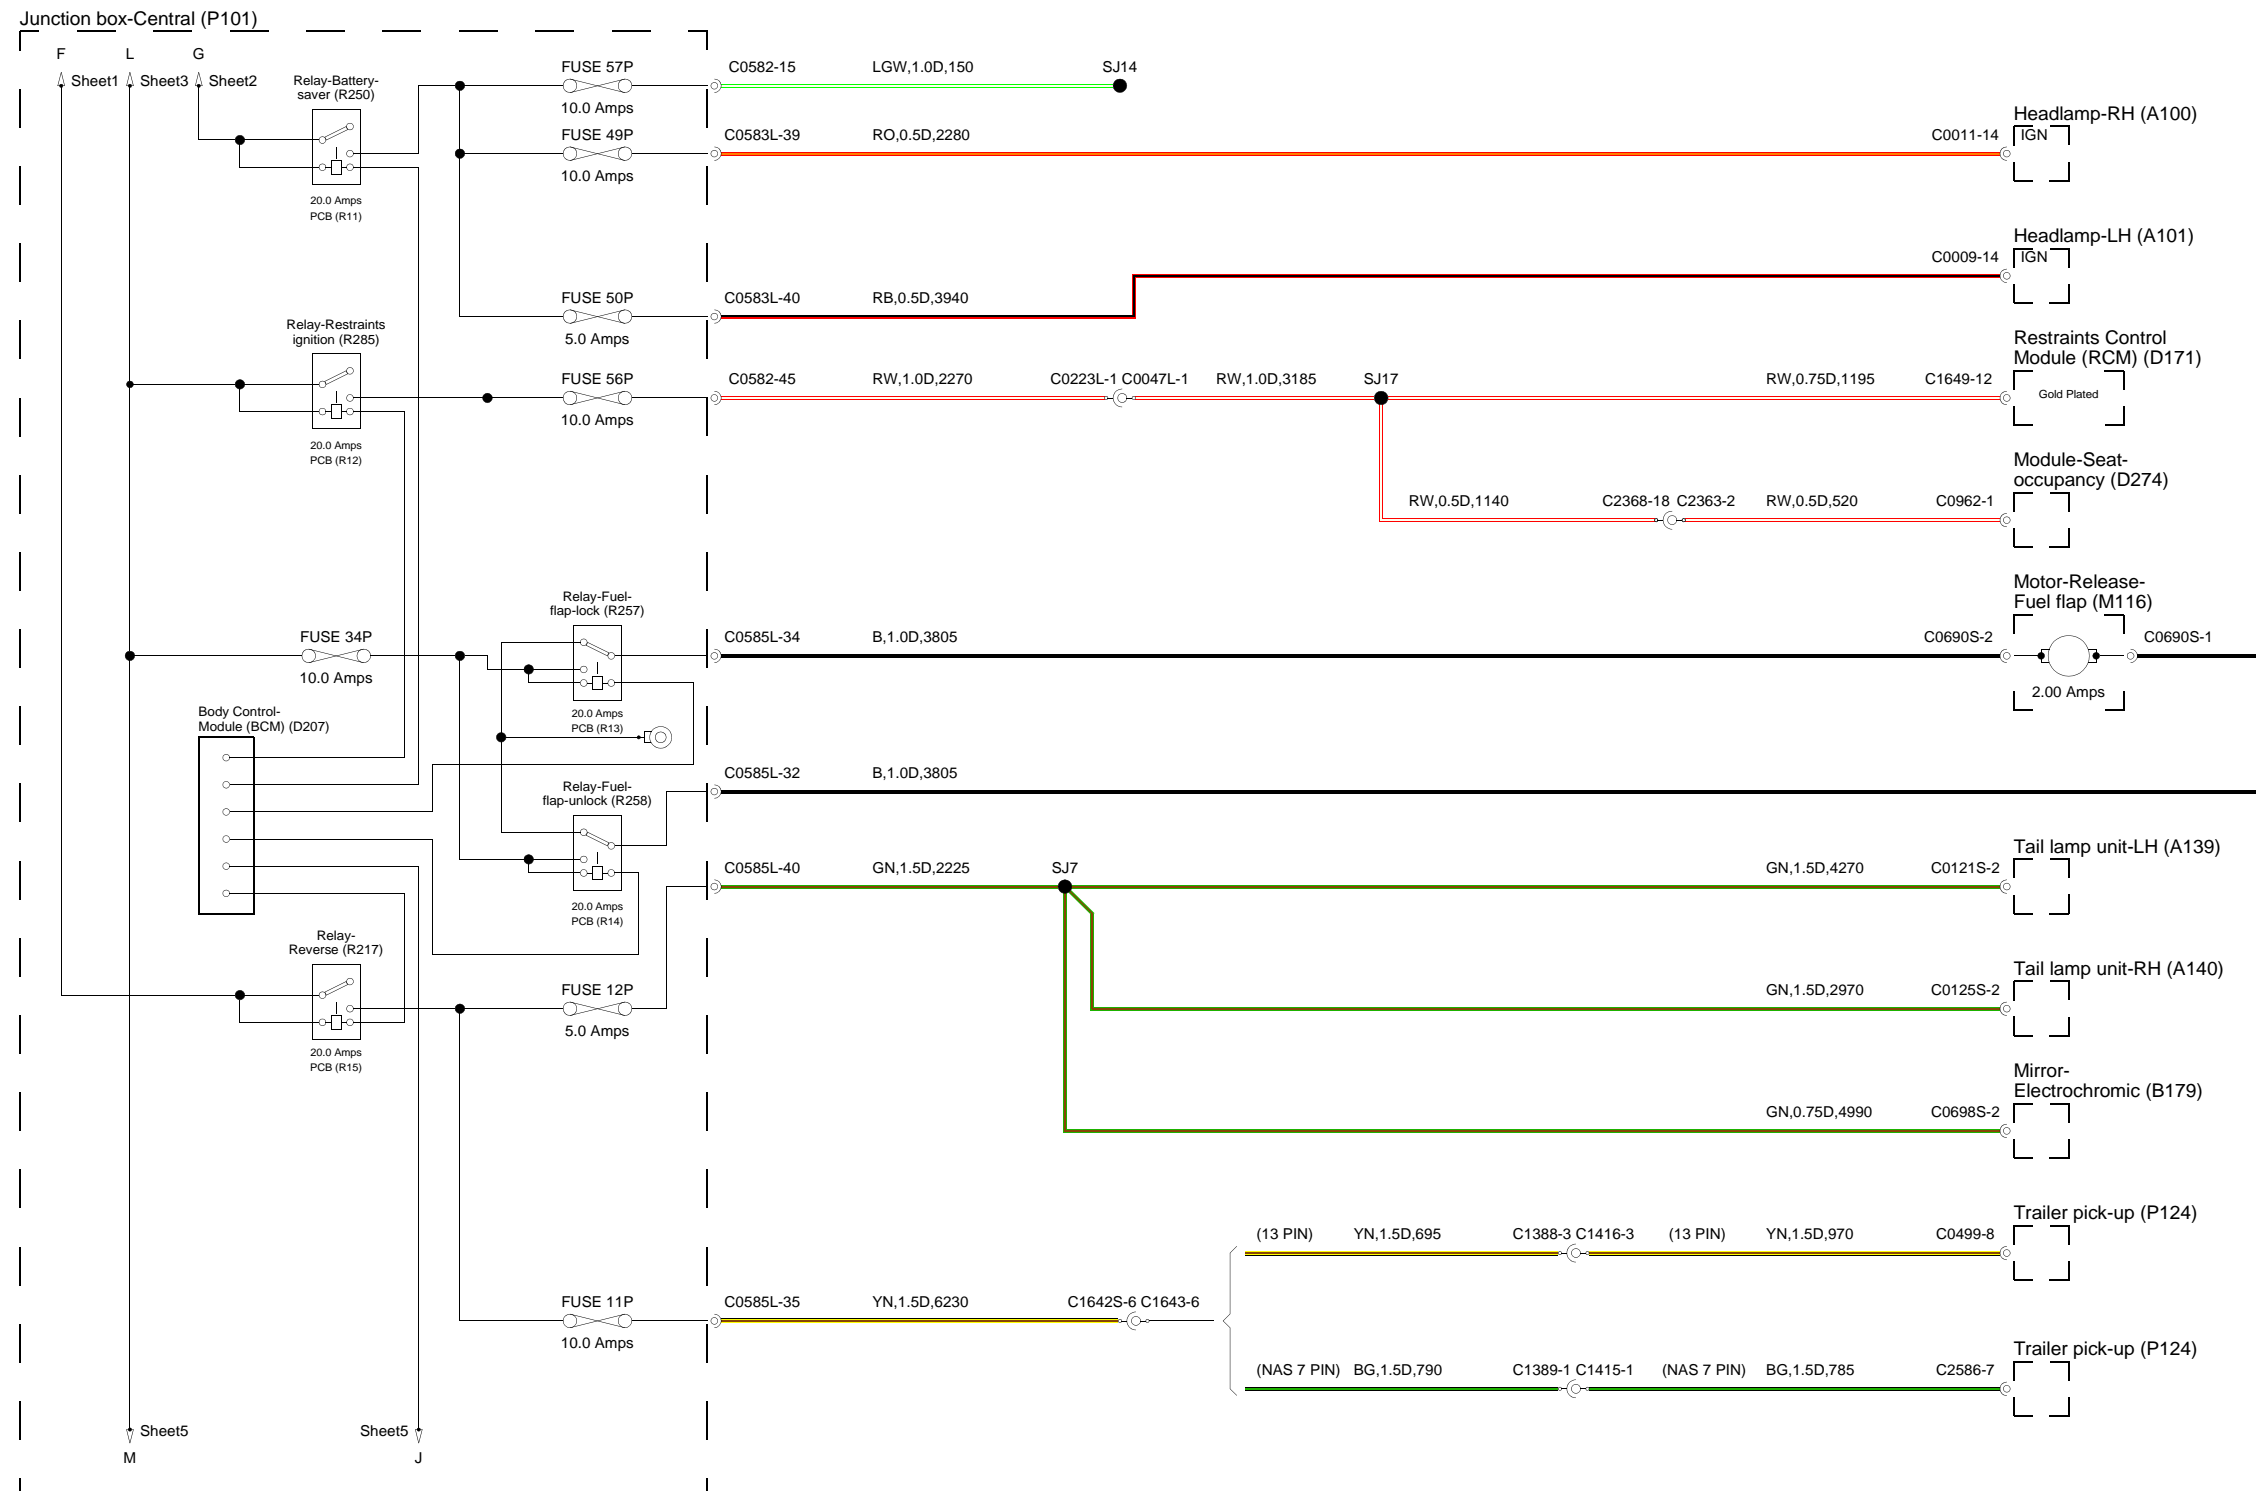 Junction box-Central (P101)
F
L
G
Sheet1
Sheet3
Sheet2
Relay-Battery-
saver (R250)
20.0 Amps
PCB (R11)
FUSE 57P
10.0 Amps
C0582-15
LGW,1.0D,150
SJ14
FUSE 49P
10.0 Amps
C0583L-39
RO,0.5D,2280
C0011-14
Headlamp-RH (A100)
IGN
FUSE 50P
5.0 Amps
C0583L-40
RB,0.5D,3940
C0009-14
Headlamp-LH (A101)
IGN
Relay-Restraints
ignition (R285)
20.0 Amps
PCB (R12)
FUSE 56P
10.0 Amps
C0582-45
RW,1.0D,2270
C0223L-1 C0047L-1
RW,1.0D,3185
SJ17
RW,0.75D,1195
C1649-12
Restraints Control
Module (RCM) (D171)
Gold Plated
RW,0.5D,1140
C2368-18 C2363-2
RW,0.5D,520
C0962-1
Module-Seat-
occupancy (D274)
FUSE 34P
10.0 Amps
Relay-Fuel-
flap-lock (R257)
20.0 Amps
PCB (R13)
C0585L-34
B,1.0D,3805
C0690S-2
Motor-Release-
Fuel flap (M116)
2.00 Amps
C0690S-1
Body Control-
Module (BCM) (D207)
Relay-Fuel-
flap-unlock (R258)
20.0 Amps
PCB (R14)
C0585L-32
B,1.0D,3805
C0585L-40
GN,1.5D,2225
SJ7
GN,1.5D,4270
C0121S-2
Tail lamp unit-LH (A139)
Relay-
Reverse (R217)
20.0 Amps
PCB (R15)
FUSE 12P
5.0 Amps
GN,1.5D,2970
C0125S-2
Tail lamp unit-RH (A140)
GN,0.75D,4990
C0698S-2
Mirror-
Electrochromic (B179)
FUSE 11P
10.0 Amps
C0585L-35
YN,1.5D,6230
C1642S-6 C1643-6
(13 PIN)
YN,1.5D,695
C1388-3 C1416-3
(13 PIN)
YN,1.5D,970
C0499-8
Trailer pick-up (P124)
(NAS 7 PIN)
BG,1.5D,790
C1389-1 C1415-1
(NAS 7 PIN)
BG,1.5D,785
C2586-7
Trailer pick-up (P124)
Sheet5
M
Sheet5
J